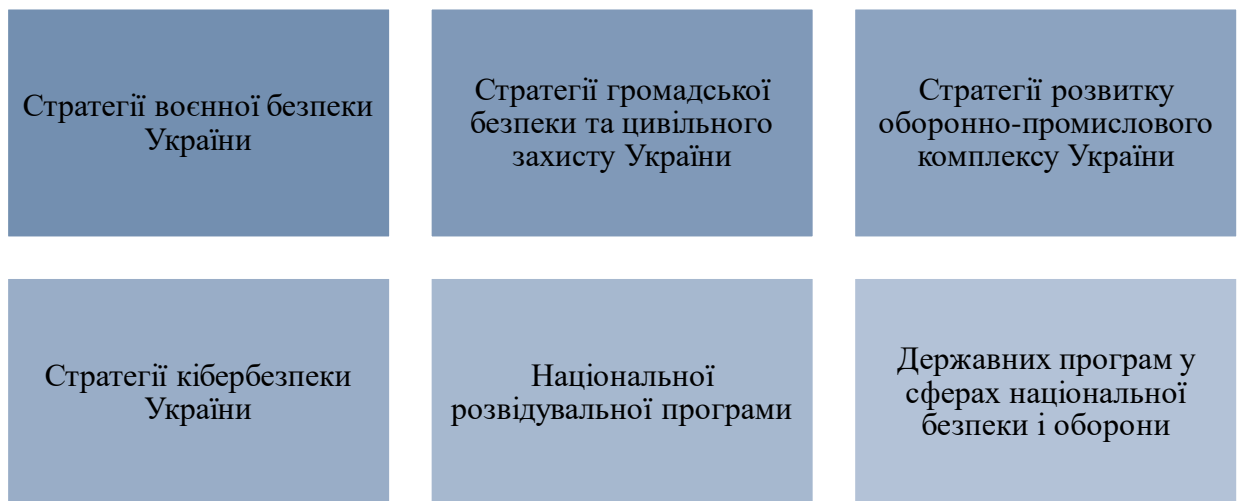 Стратегії воєнної безпеки
України
Стратегії громадської
безпеки та цивільного
захисту України
Стратегії розвитку
оборонно-промислового
комплексу України
Стратегії кібербезпеки
України
Національної
розвідувальної програми
Державних програм у
сферах національної
безпеки і оборони